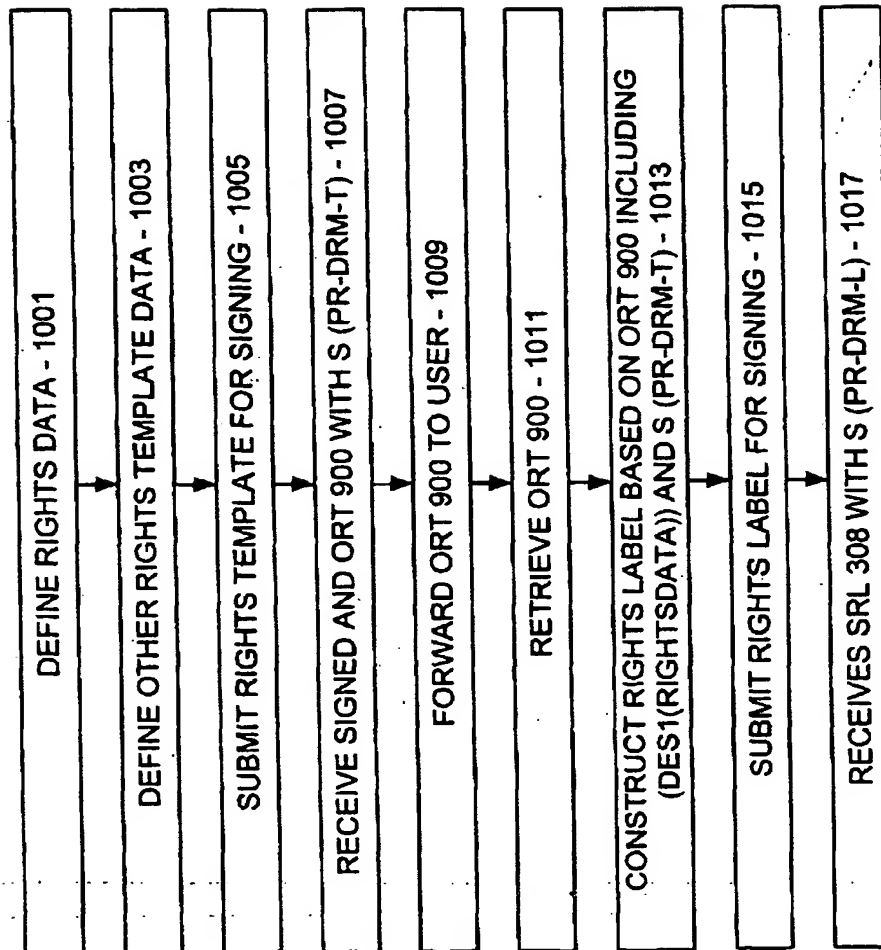 DEFINE RIGHTS DATA - 1001
DEFINE OTHER RIGHTS TEMPLATE DATA - 1003
SUBMIT RIGHTS TEMPLATE FOR SIGNING - 1005
RECEIVE SIGNED AND ORT 900 WITH S (PR-DRM-T) - 1007
FORWARD ORT 900 TO USER - 1009
RETRIEVE ORT 900 - 1011
CONSTRUCT RIGHTS LABEL BASED ON ORT 900 INCLUDING
(DES1(RIGHTSDATA)) AND S (PR-DRM-T) - 1013
SUBMIT RIGHTS LABEL FOR SIGNING - 1015
RECEIVES SRL 308 WITH S (PR-DRM-L) - 1017